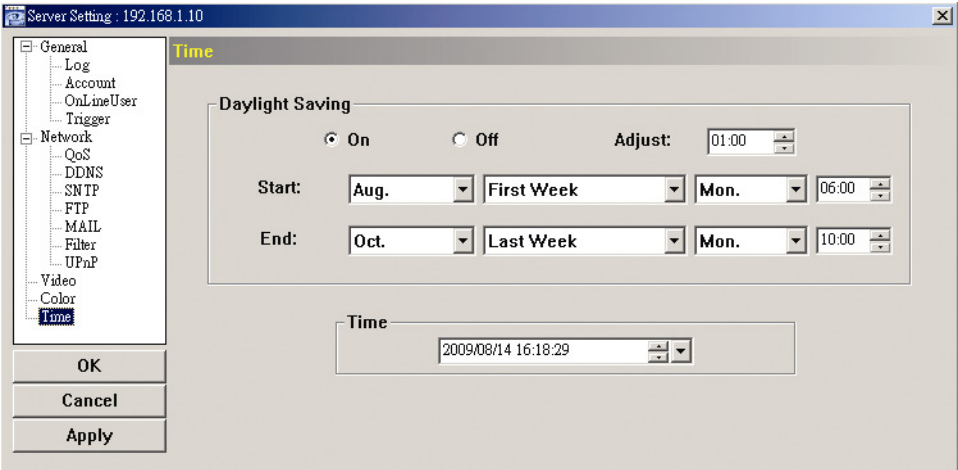 Server Setting : 192.168.1.10
General
Log
Account
OnLineUser
Trigger
Network
QoS
DDNS
SNTP
FTP
MAIL
Filter
UPnP
Video
Color
Time
OK
Cancel
Apply
Time
Daylight Saving
On Off Adjust: 01:00
Start: Aug. First Week Mon. 06:00
End: Oct. Last Week Mon. 10:00
Time
2009/08/14 16:18:29